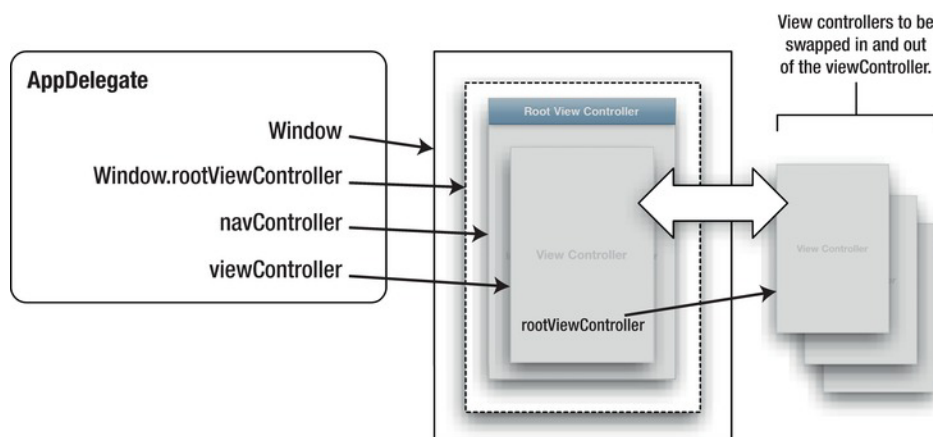 View controllers to be
swapped in and out
of the viewController.
AppDelegate
Window
Window.rootViewController
navController
viewController
Root View Controller
View Controller
rootViewController
View Controller